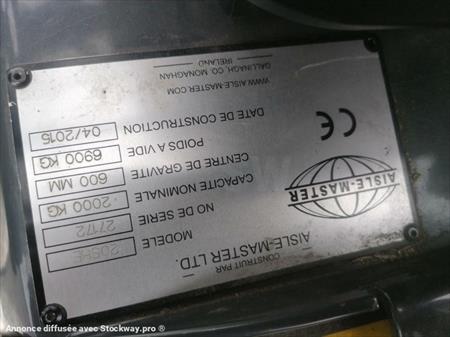 CONSTRUIT PAR
AISLE-MASTER LTD.
AISLE-MASTER
MODELE 20SHE
NO DE SERIE 27172
CAPACITE NOMINALE 2000 KG
CENTRE DE GRAVITE 600 MM
POIDS A VIDE 6900 KG
DATE DE CONSTRUCTION 04/2015
CE
WWW.AISLE-MASTER.COM
GALLINAGH, CO. MONAGHAN
IRELAND
Annonce diffusée avec Stockway.pro ®